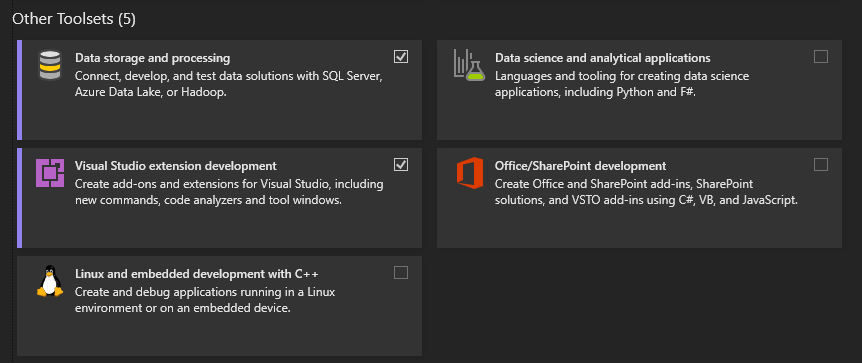 Other Toolsets (5)
Data storage and processing
Connect, develop, and test data solutions with SQL Server,
Azure Data Lake, or Hadoop.
Data science and analytical applications
Languages and tooling for creating data science
applications, including Python and F#.
Visual Studio extension development
Create add-ons and extensions for Visual Studio, including
new commands, code analyzers and tool windows.
Office/SharePoint development
Create Office and SharePoint add-ins, SharePoint
solutions, and VSTO add-ins using C#, VB, and JavaScript.
Linux and embedded development with C++
Create and debug applications running in a Linux
environment or on an embedded device.